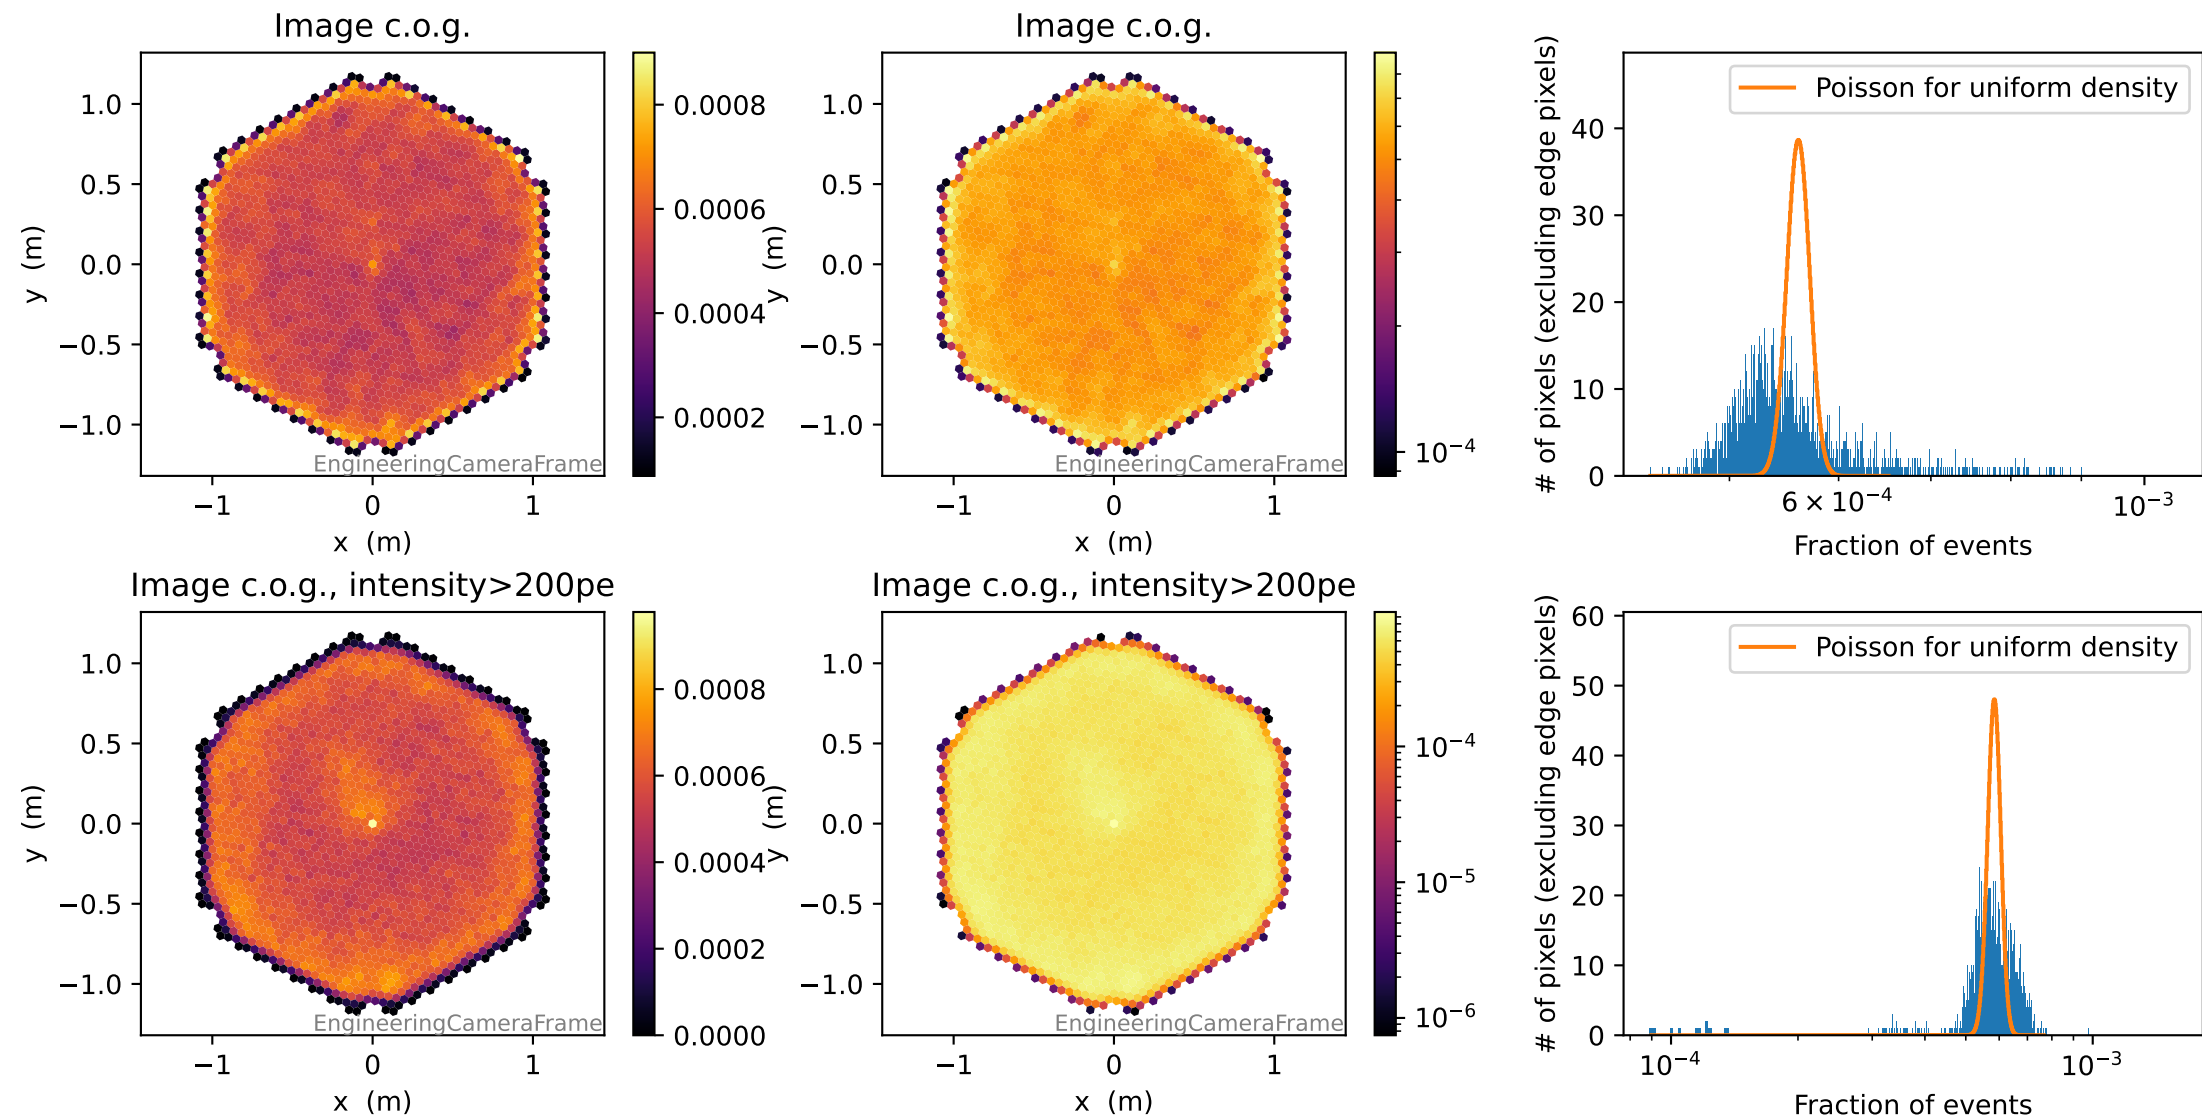 Image c.o.g.
1.0
0.5
0.0
−0.5
−1.0
y (m)
−1 0 1
x (m)
EngineeringCameraFrame
0.0008
0.0006
0.0004
0.0002
Image c.o.g.
1.0
0.5
0.0
−0.5
−1.0
y (m)
−1 0 1
x (m)
EngineeringCameraFrame
10⁻⁴
Poisson for uniform density
# of pixels (excluding edge pixels)
40
30
20
10
0
6 × 10⁻⁴ 10⁻³
Fraction of events
Image c.o.g., intensity>200pe
1.0
0.5
0.0
−0.5
−1.0
y (m)
−1 0 1
x (m)
EngineeringCameraFrame
0.0008
0.0006
0.0004
0.0002
0.0000
Image c.o.g., intensity>200pe
1.0
0.5
0.0
−0.5
−1.0
y (m)
−1 0 1
x (m)
EngineeringCameraFrame
10⁻⁴
10⁻⁵
10⁻⁶
Poisson for uniform density
# of pixels (excluding edge pixels)
60
50
40
30
20
10
0
10⁻⁴ 10⁻³
Fraction of events